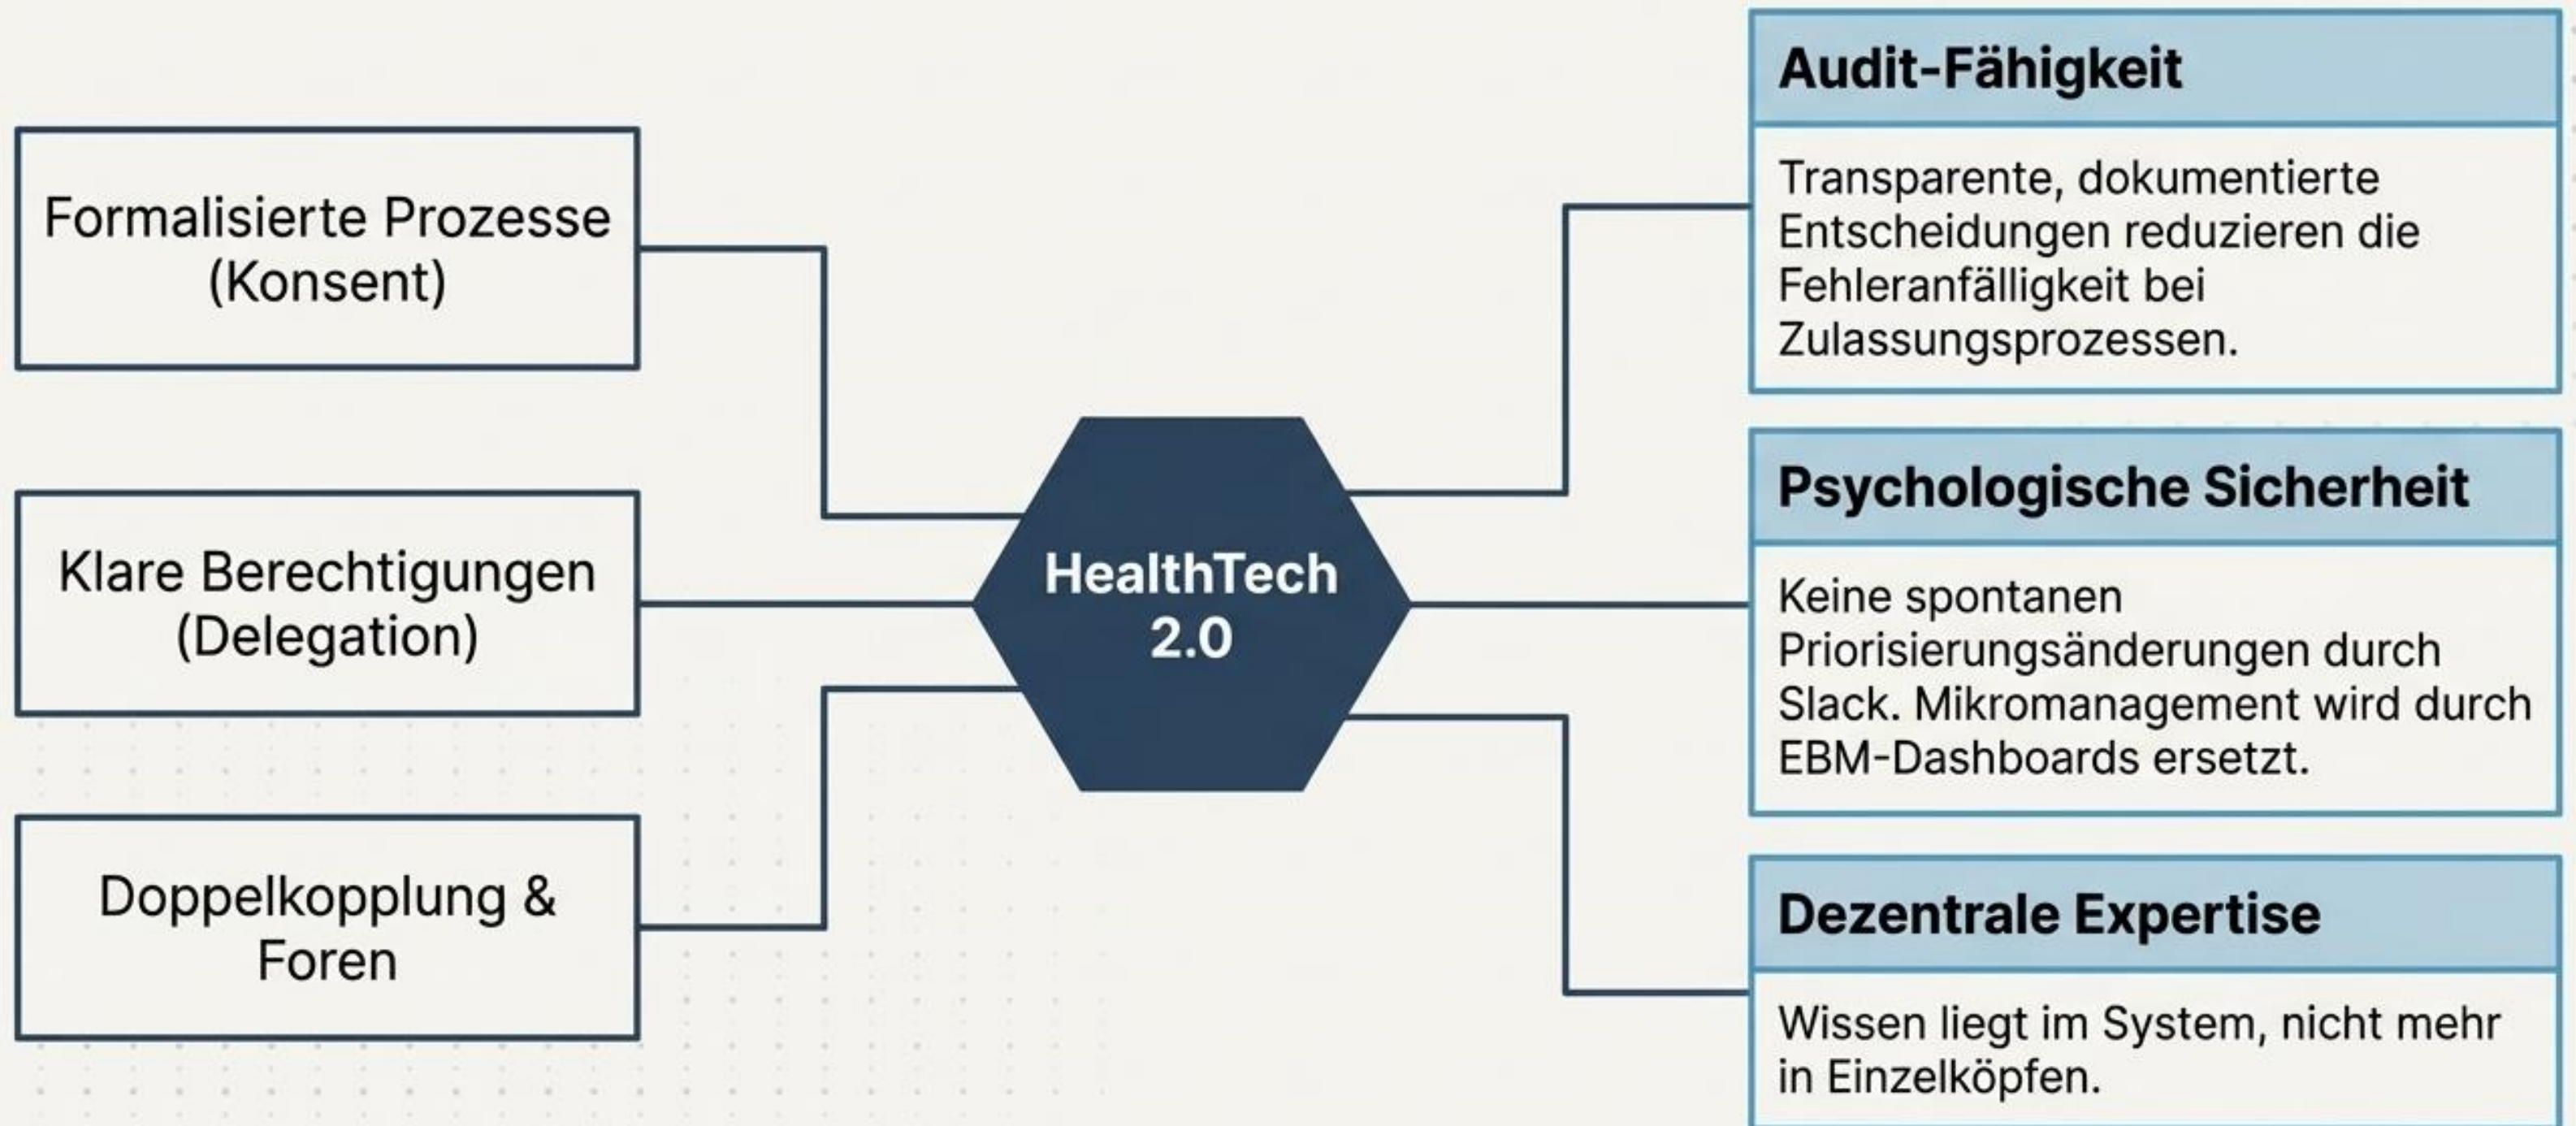 Formalisierte Prozesse
(Konsent)
Klare Berechtigungen
(Delegation)
Doppelkopplung &
Foren
HealthTech
2.0
Audit-Fähigkeit
Transparente, dokumentierte
Entscheidungen reduzieren die
Fehleranfälligkeit bei
Zulassungsprozessen.
Psychologische Sicherheit
Keine spontanen
Priorisierungsänderungen durch
Slack. Mikromanagement wird durch
EBM-Dashboards ersetzt.
Dezentrale Expertise
Wissen liegt im System, nicht mehr
in Einzelköpfen.